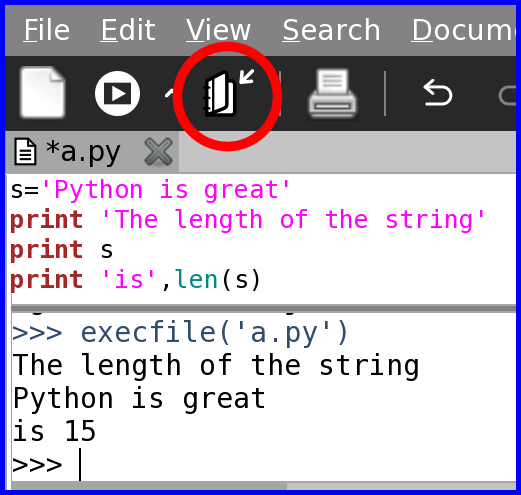 File Edit View Search Docume
*a.py
s='Python is great'
print 'The length of the string'
print s
print 'is',len(s)
>>> execfile('a.py')
The length of the string
Python is great
is 15
>>>